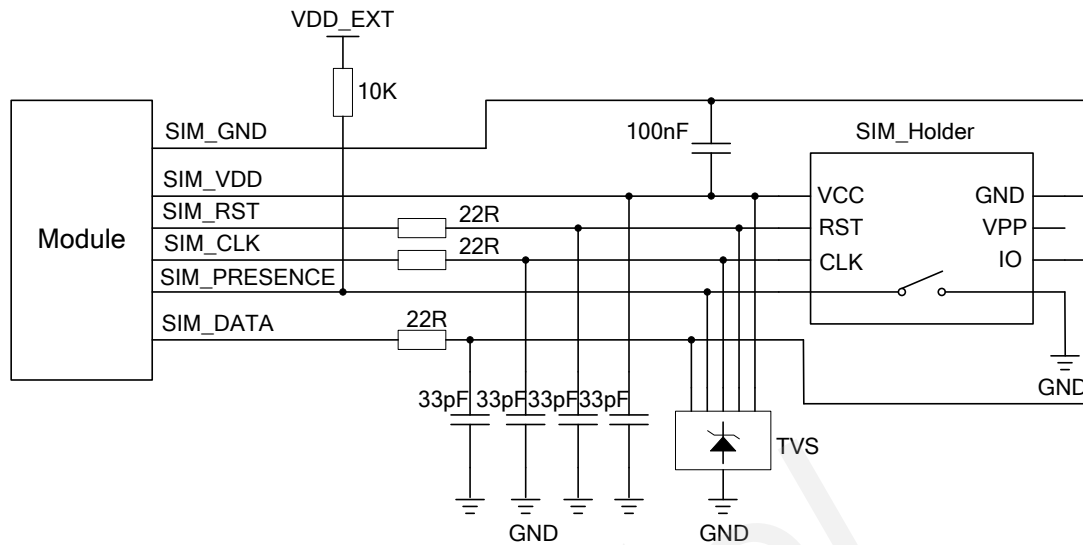 VDD_EXT
10K
SIM_GND
100nF
SIM_Holder
SIM_VDD
VCC
GND
Module
SIM_RST
22R
RST
VPP
SIM_CLK
22R
CLK
IO
SIM_PRESENCE
SIM_DATA
22R
GND
33pF 33pF 33pF 33pF
TVS
GND
GND